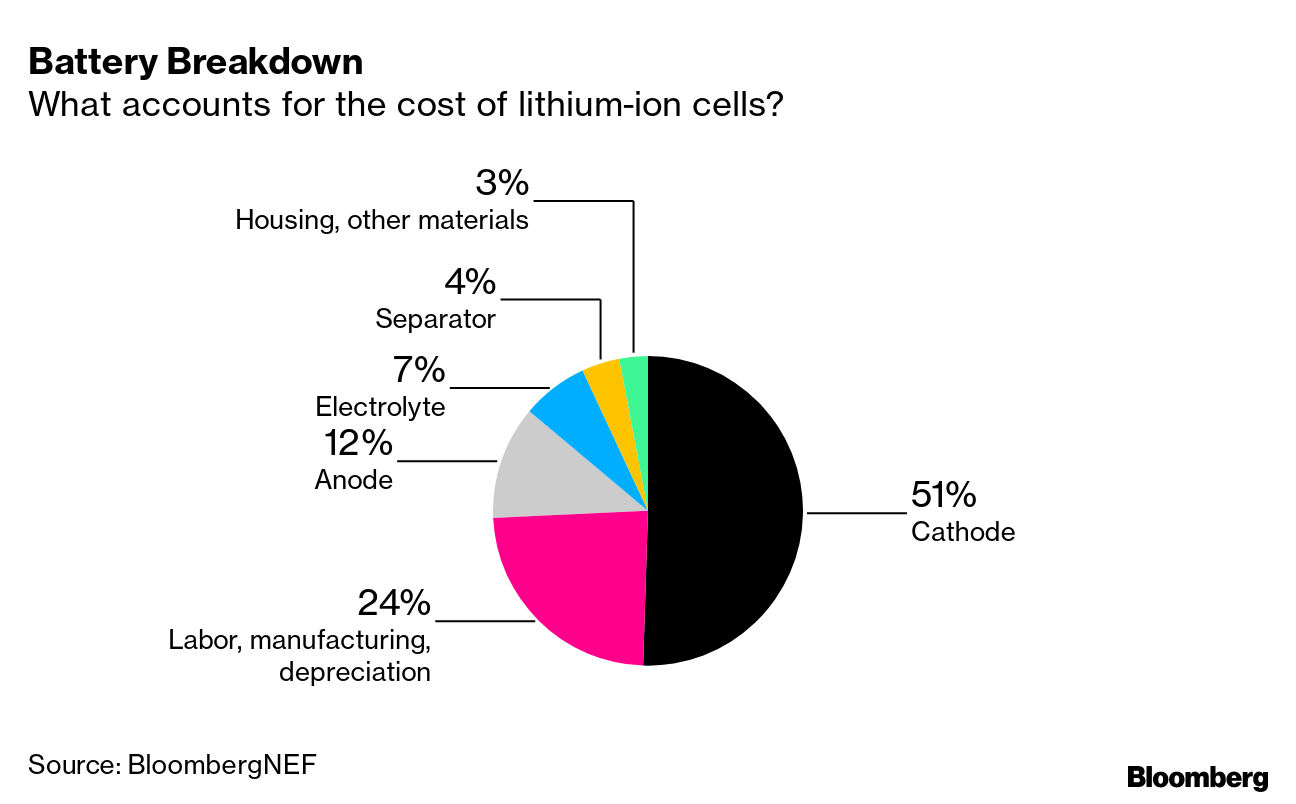 Battery Breakdown
What accounts for the cost of lithium-ion cells?
3%
Housing, other materials
4%
Separator
7%
Electrolyte
12%
Anode
51%
Cathode
24%
Labor, manufacturing,
depreciation
Source: BloombergNEF
Bloomberg